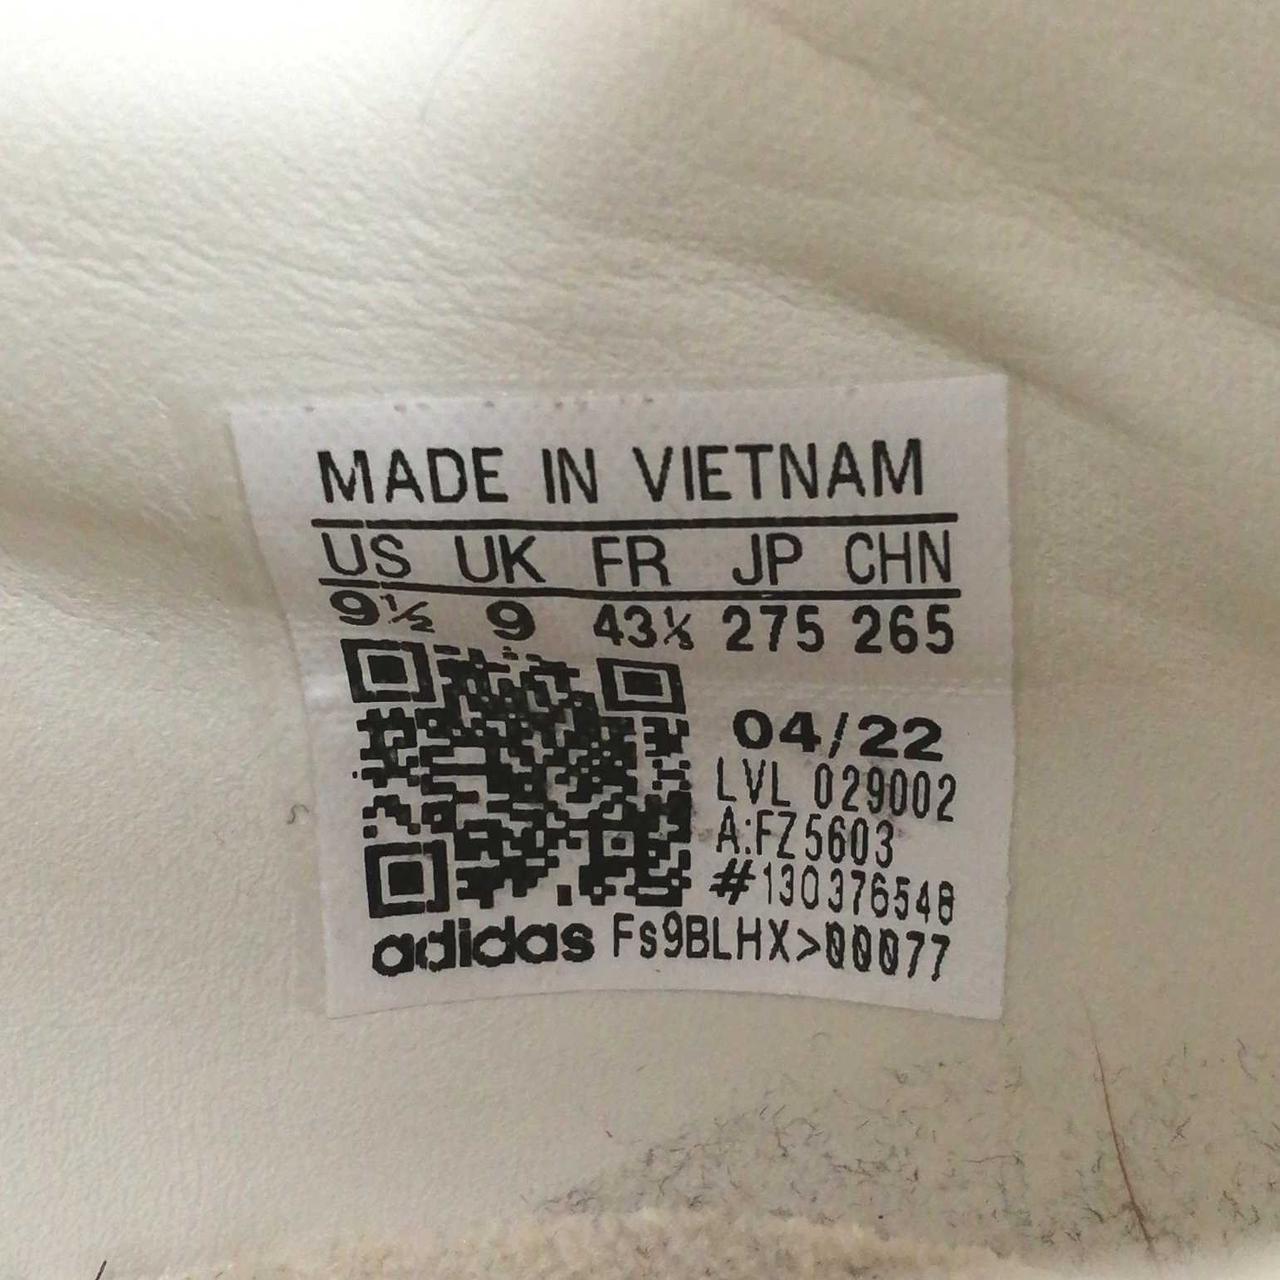 MADE IN VIETNAM
US UK FR JP CHN
9½ 9 43⅓ 275 265
04/22
LVL 029002
A:FZ5603
#130376548
adidas Fs9BLHX>00077